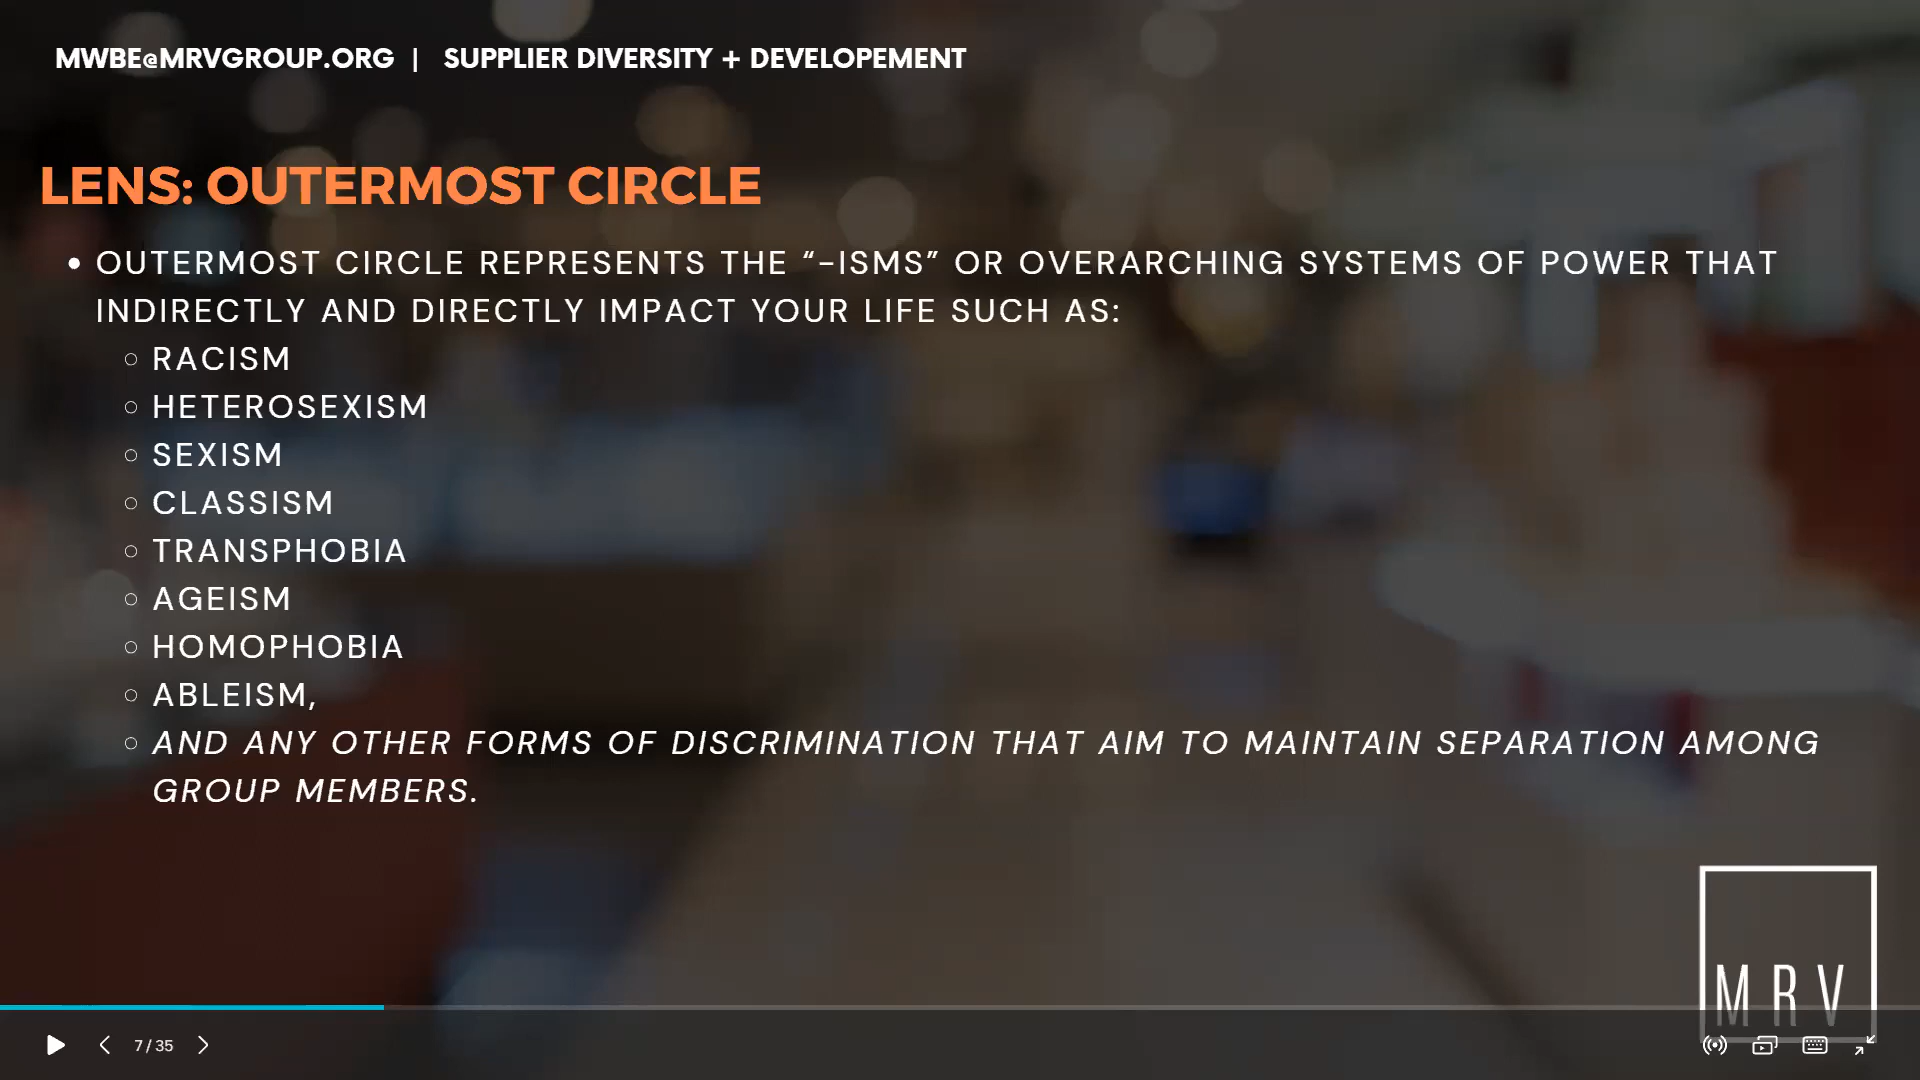 MWBE@MRVGROUP.ORG | SUPPLIER DIVERSITY + DEVELOPEMENT
LENS: OUTERMOST CIRCLE
• OUTERMOST CIRCLE REPRESENTS THE “-ISMS” OR OVERARCHING SYSTEMS OF POWER THAT
INDIRECTLY AND DIRECTLY IMPACT YOUR LIFE SUCH AS:
○ RACISM
○ HETEROSEXISM
○ SEXISM
○ CLASSISM
○ TRANSPHOBIA
○ AGEISM
○ HOMOPHOBIA
○ ABLEISM,
○ AND ANY OTHER FORMS OF DISCRIMINATION THAT AIM TO MAINTAIN SEPARATION AMONG
GROUP MEMBERS.
MRV
7 / 35